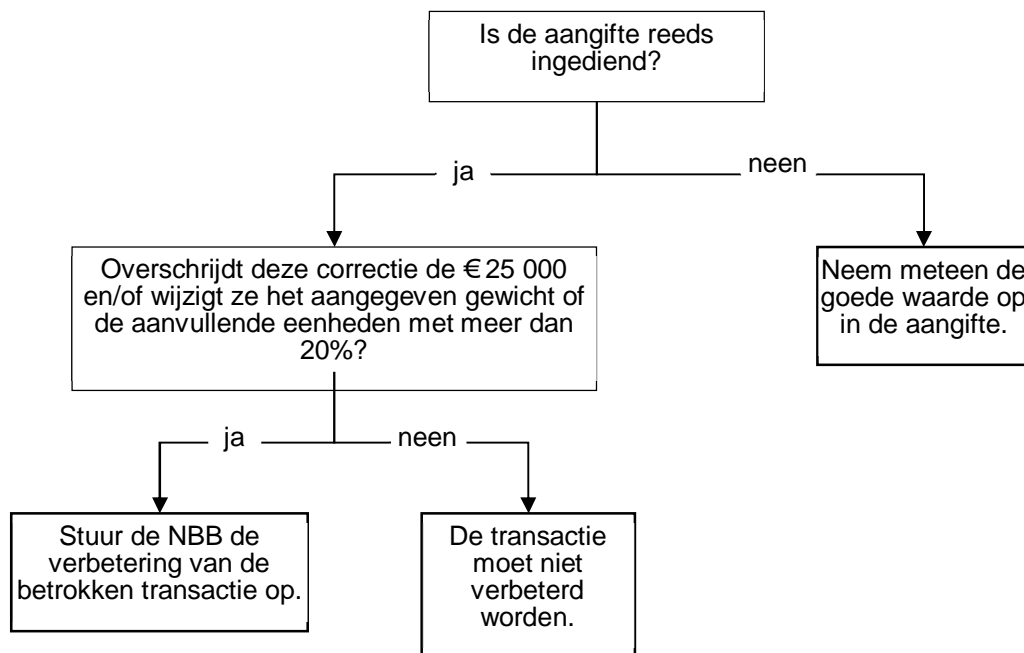 Is de aangifte reeds
ingediend?
ja
neen
Overschrijdt deze correctie de € 25 000
en/of wijzigt ze het aangegeven gewicht of
de aanvullende eenheden met meer dan
20%?
Neem meteen de
goede waarde op
in de aangifte.
ja
neen
Stuur de NBB de
verbetering van de
betrokken transactie op.
De transactie
moet niet
verbeterd
worden.